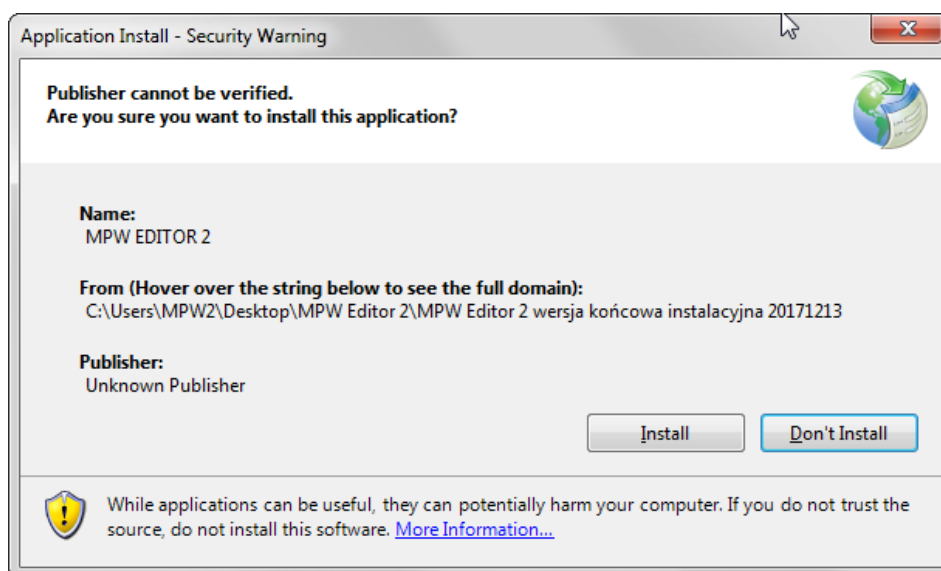 Application Install - Security Warning
Publisher cannot be verified.
Are you sure you want to install this application?
Name:
MPW EDITOR 2
From (Hover over the string below to see the full domain):
C:\Users\MPW2\Desktop\MPW Editor 2\MPW Editor 2 wersja końcowa instalacyjna 20171213
Publisher:
Unknown Publisher
Install
Don't Install
While applications can be useful, they can potentially harm your computer. If you do not trust the
source, do not install this software. More Information...